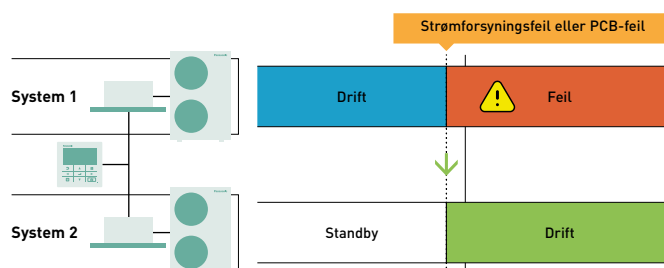 Strømforsyningsfeil eller PCB-feil
System 1
Drift
Feil
System 2
Standby
Drift